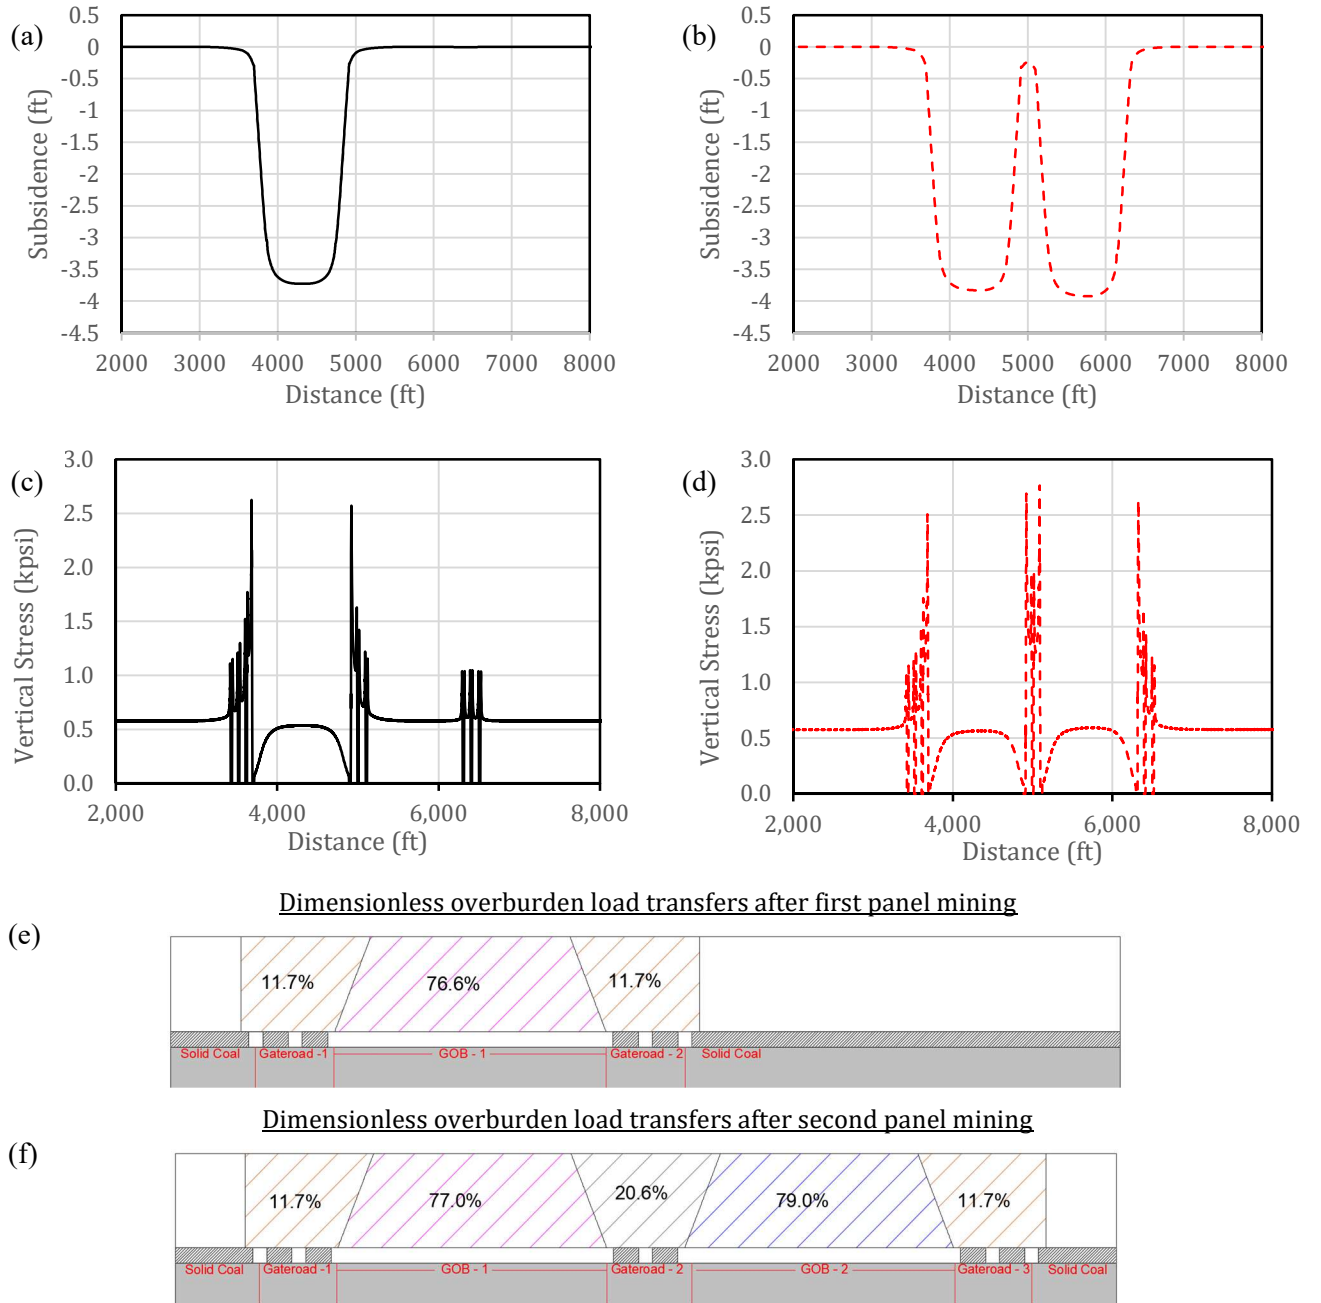 (a)
0.5
0
-0.5
-1
-1.5
-2
-2.5
-3
-3.5
-4
-4.5
Subsidence (ft)
2000 3000 4000 5000 6000 7000 8000
Distance (ft)
(b)
0.5
0
-0.5
-1
-1.5
-2
-2.5
-3
-3.5
-4
-4.5
Subsidence (ft)
2000 3000 4000 5000 6000 7000 8000
Distance (ft)
(c)
3.0
2.5
2.0
1.5
1.0
0.5
0.0
Vertical Stress (kpsi)
2,000 4,000 6,000 8,000
Distance (ft)
(d)
3.0
2.5
2.0
1.5
1.0
0.5
0.0
Vertical Stress (kpsi)
2,000 4,000 6,000 8,000
Distance (ft)
Dimensionless overburden load transfers after first panel mining
(e)
11.7% 76.6% 11.7%
Solid Coal Gateroad -1 GOB - 1 Gateroad - 2 Solid Coal
Dimensionless overburden load transfers after second panel mining
(f)
11.7% 77.0% 20.6% 79.0% 11.7%
Solid Coal Gateroad -1 GOB - 1 Gateroad - 2 GOB - 2 Gateroad - 3 Solid Coal